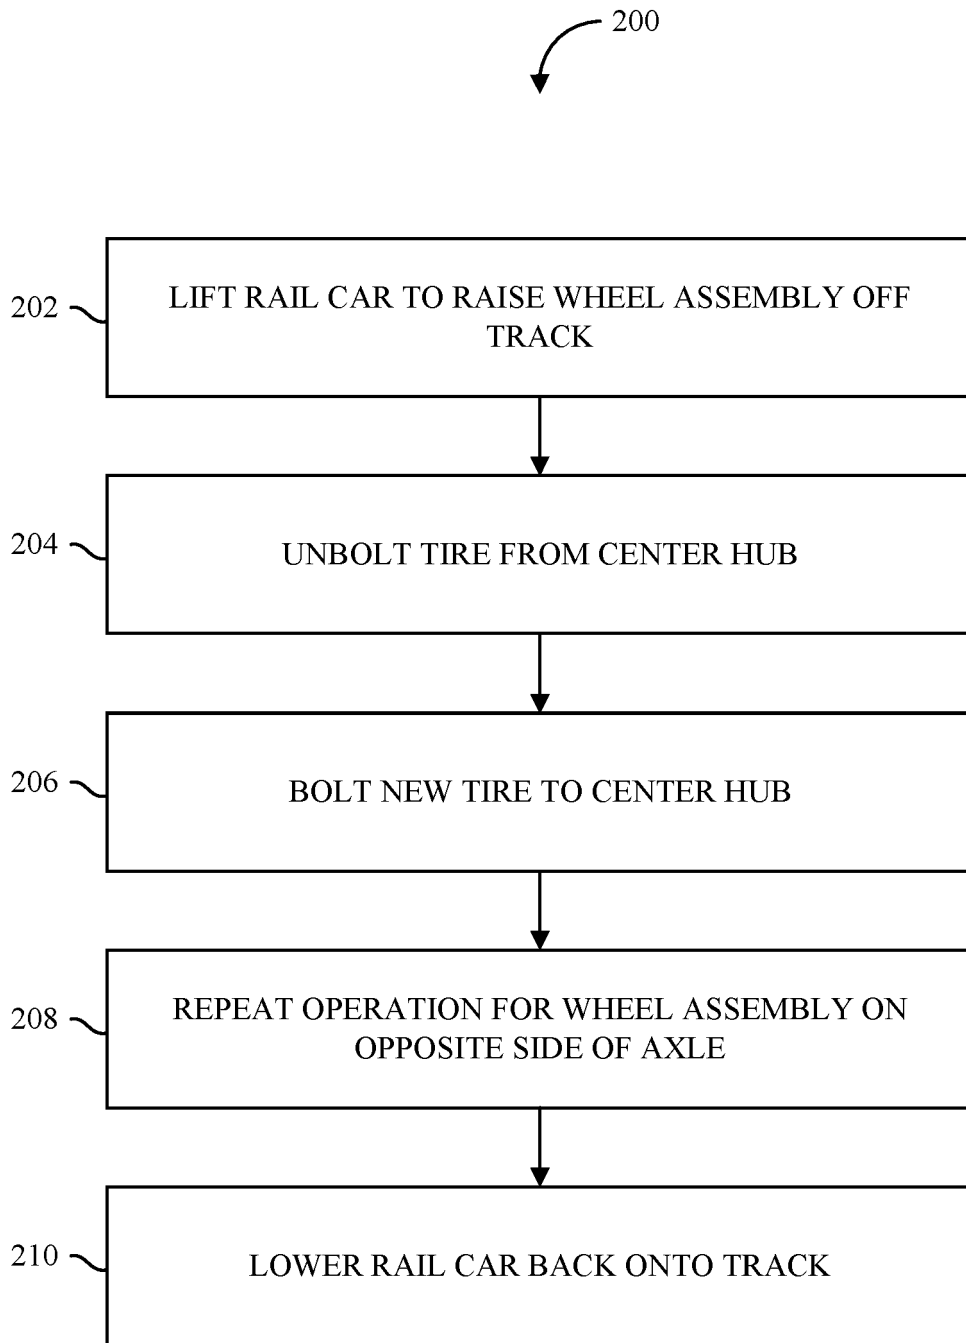 200
202
LIFT RAIL CAR TO RAISE WHEEL ASSEMBLY OFF
TRACK
204
UNBOLT TIRE FROM CENTER HUB
206
BOLT NEW TIRE TO CENTER HUB
208
REPEAT OPERATION FOR WHEEL ASSEMBLY ON
OPPOSITE SIDE OF AXLE
210
LOWER RAIL CAR BACK ONTO TRACK